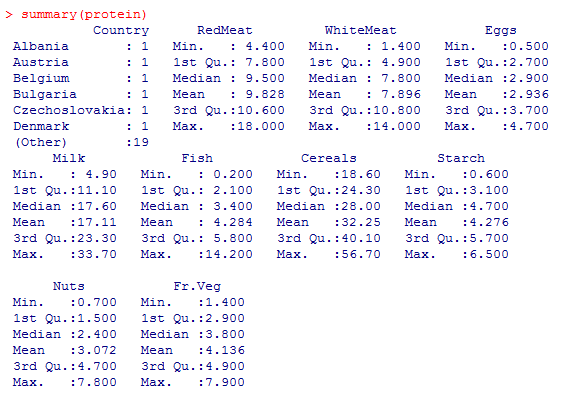 > summary(protein)
Country RedMeat WhiteMeat Eggs
Albania : 1 Min. : 4.400 Min. : 1.400 Min. :0.500
Austria : 1 1st Qu.: 7.800 1st Qu.: 4.900 1st Qu.:2.700
Belgium : 1 Median : 9.500 Median : 7.800 Median :2.900
Bulgaria : 1 Mean : 9.828 Mean : 7.896 Mean :2.936
Czechoslovakia: 1 3rd Qu.:10.600 3rd Qu.:10.800 3rd Qu.:3.700
Denmark : 1 Max. :18.000 Max. :14.000 Max. :4.700
(Other) :19
Milk Fish Cereals Starch
Min. : 4.90 Min. : 0.200 Min. :18.60 Min. :0.600
1st Qu.:11.10 1st Qu.: 2.100 1st Qu.:24.30 1st Qu.:3.100
Median :17.60 Median : 3.400 Median :28.00 Median :4.700
Mean :17.11 Mean : 4.284 Mean :32.25 Mean :4.276
3rd Qu.:23.30 3rd Qu.: 5.800 3rd Qu.:40.10 3rd Qu.:5.700
Max. :33.70 Max. :14.200 Max. :56.70 Max. :6.500
Nuts Fr.Veg
Min. :0.700 Min. :1.400
1st Qu.:1.500 1st Qu.:2.900
Median :2.400 Median :3.800
Mean :3.072 Mean :4.136
3rd Qu.:4.700 3rd Qu.:4.900
Max. :7.800 Max. :7.900